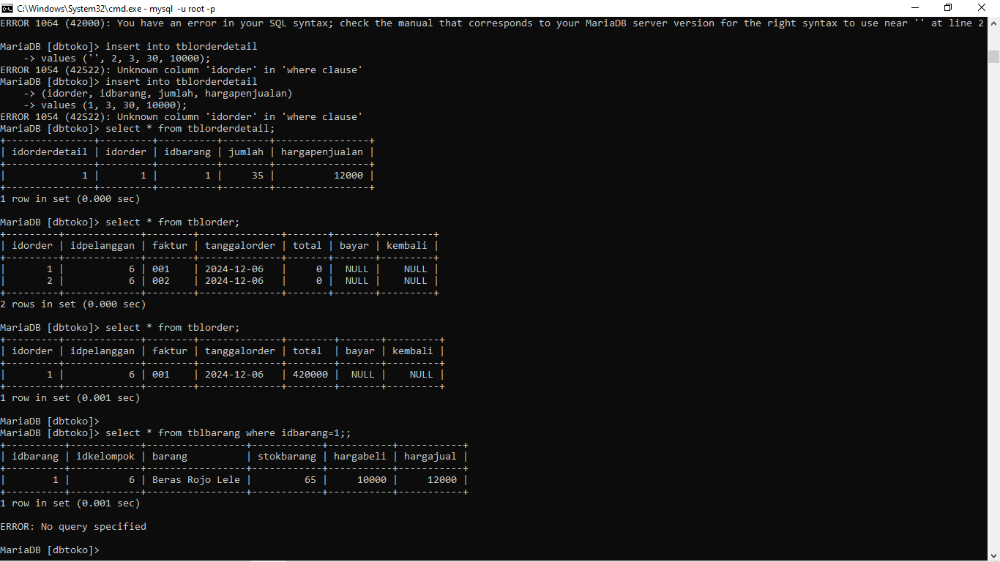 C:\Windows\System32\cmd.exe - mysql  -u root -p
ERROR 1064 (42000): You have an error in your SQL syntax; check the manual that corresponds to your MariaDB server version for the right syntax to use near '' at line 2

MariaDB [dbtoko]> insert into tblorderdetail
    -> values ('', 2, 3, 30, 10000);
ERROR 1054 (42S22): Unknown column 'idorder' in 'where clause'
MariaDB [dbtoko]> insert into tblorderdetail
    -> (idorder, idbarang, jumlah, hargapenjualan)
    -> values (1, 3, 30, 10000);
ERROR 1054 (42S22): Unknown column 'idorder' in 'where clause'
MariaDB [dbtoko]> select * from tblorderdetail;
+---------------+---------+----------+--------+----------------+
| idorderdetail | idorder | idbarang | jumlah | hargapenjualan |
+---------------+---------+----------+--------+----------------+
|             1 |       1 |        1 |     35 |          12000 |
+---------------+---------+----------+--------+----------------+
1 row in set (0.000 sec)

MariaDB [dbtoko]> select * from tblorder;
+---------+-------------+--------+--------------+-------+-------+---------+
| idorder | idpelanggan | faktur | tanggalorder | total | bayar | kembali |
+---------+-------------+--------+--------------+-------+-------+---------+
|       1 |           6 | 001    | 2024-12-06   |     0 |  NULL |    NULL |
|       2 |           6 | 002    | 2024-12-06   |     0 |  NULL |    NULL |
+---------+-------------+--------+--------------+-------+-------+---------+
2 rows in set (0.000 sec)

MariaDB [dbtoko]> select * from tblorder;
+---------+-------------+--------+--------------+--------+-------+---------+
| idorder | idpelanggan | faktur | tanggalorder | total  | bayar | kembali |
+---------+-------------+--------+--------------+--------+-------+---------+
|       1 |           6 | 001    | 2024-12-06   | 420000 |  NULL |    NULL |
+---------+-------------+--------+--------------+--------+-------+---------+
1 row in set (0.001 sec)

MariaDB [dbtoko]>
MariaDB [dbtoko]> select * from tblbarang where idbarang=1;;
+----------+------------+-----------------+------------+-----------+-----------+
| idbarang | idkelompok | barang          | stokbarang | hargabeli | hargajual |
+----------+------------+-----------------+------------+-----------+-----------+
|        1 |          6 | Beras Rojo Lele |         65 |     10000 |     12000 |
+----------+------------+-----------------+------------+-----------+-----------+
1 row in set (0.001 sec)

ERROR: No query specified

MariaDB [dbtoko]>